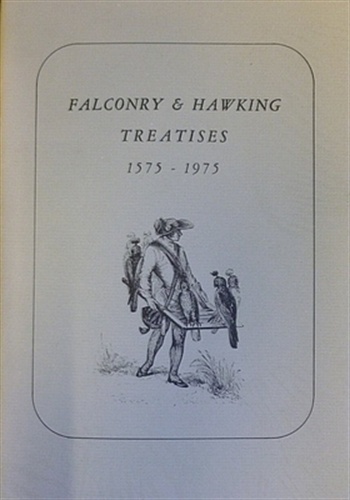 FALCONRY & HAWKING
TREATISES
1575 - 1975